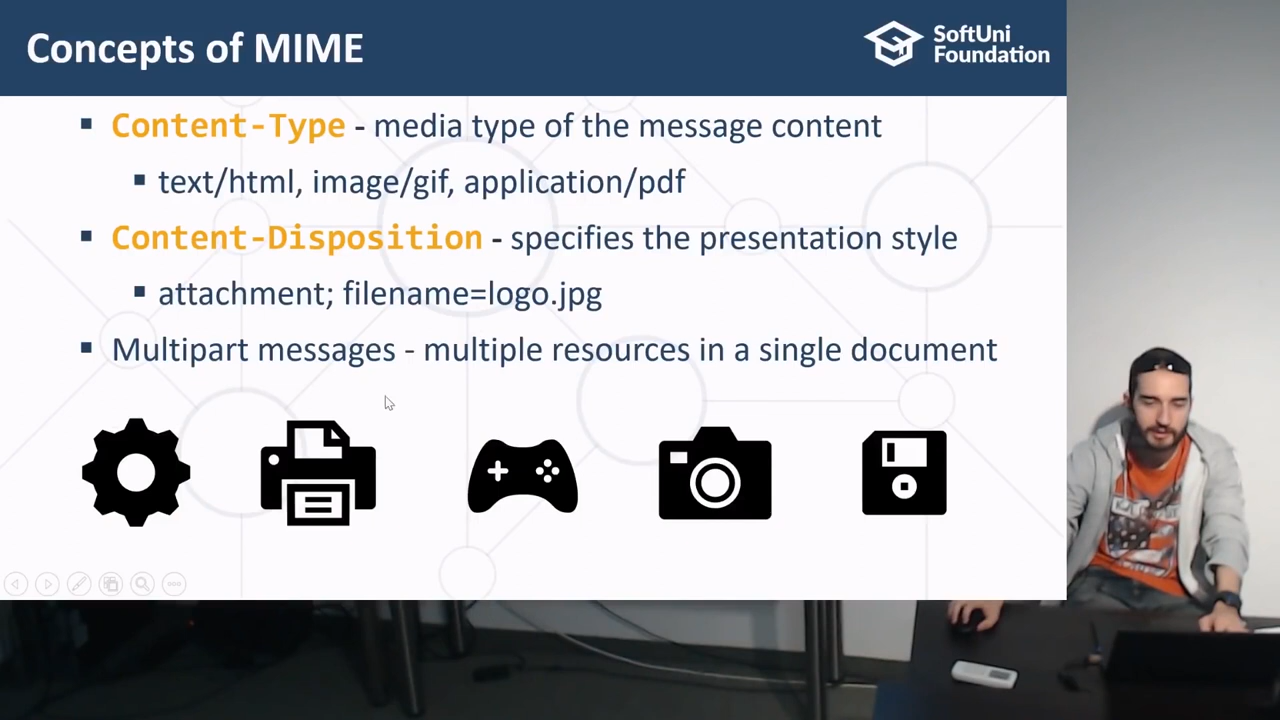 Concepts of MIME
SoftUni
Foundation
▪ Content-Type - media type of the message content
▪ text/html, image/gif, application/pdf
▪ Content-Disposition - specifies the presentation style
▪ attachment; filename=logo.jpg
▪ Multipart messages - multiple resources in a single document